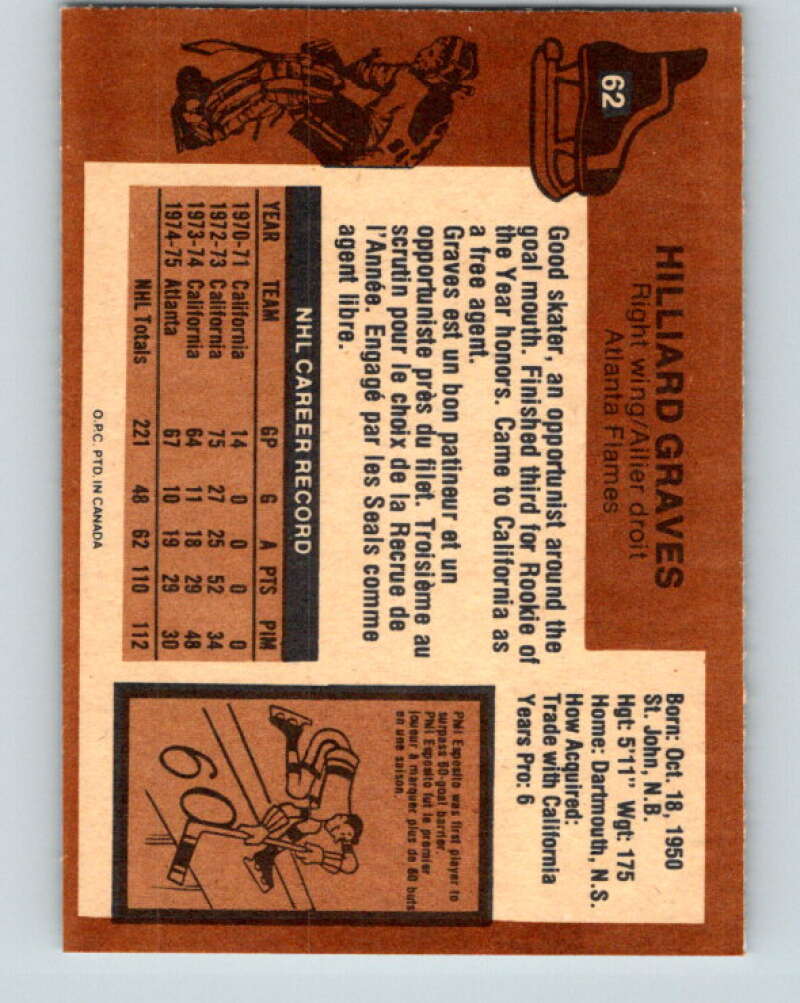 62
HILLIARD GRAVES
Right wing/Ailier droit
Atlanta Flames
Born: Oct. 18, 1950
St. John, N.B.
Hgt: 5'11" Wgt: 175
Home: Dartmouth, N.S.
How Acquired:
Trade with California
Years Pro: 6
Good skater, an opportunist around the
goal mouth. Finished third for Rookie of
the Year honors. Came to California as
a free agent.
Graves est un bon patineur et un
opportuniste près du filet. Troisième au
scrutin pour le choix de la Recrue de
l'Année. Engagé par les Seals comme
agent libre.
NHL CAREER RECORD
YEAR TEAM GP G A PTS PIM
1970-71 California 14 0 0 0 0
1972-73 California 75 27 25 52 34
1973-74 California 64 11 18 29 48
1974-75 Atlanta 67 10 19 29 30
NHL Totals 221 48 62 110 112
Phil Esposito was first player to
surpass 60-goal barrier.
Phil Esposito fut le premier
joueur à marquer plus de 60 buts
en une saison.
60
O.P.C. PTD. IN CANADA